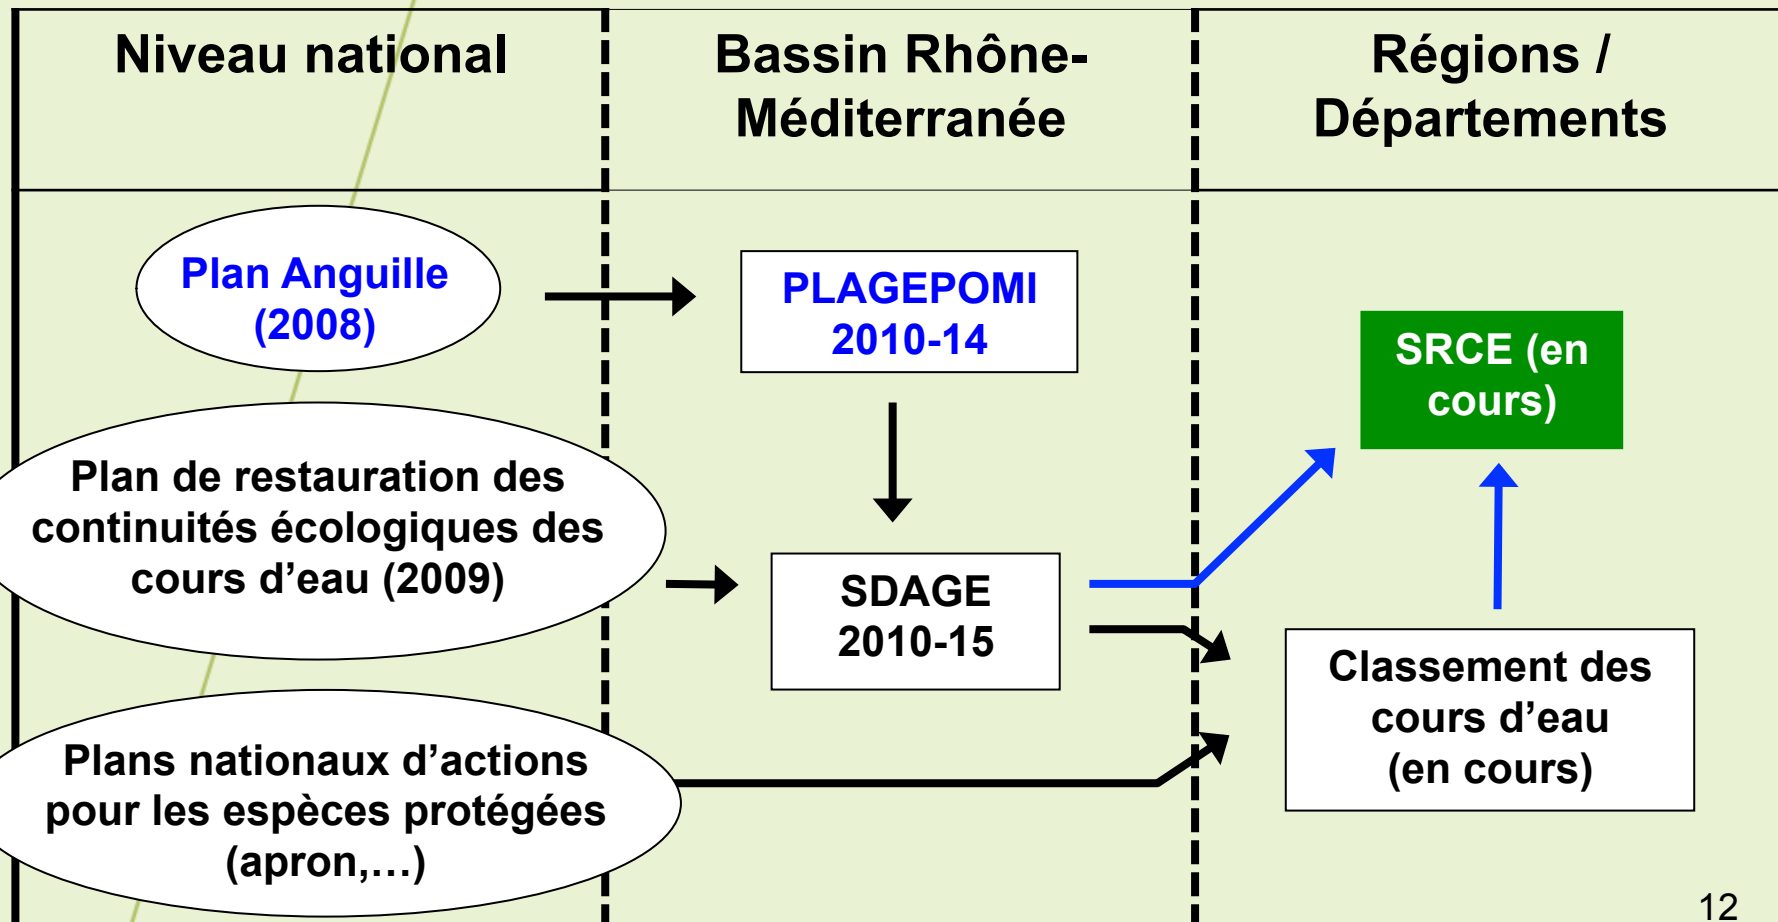 Niveau national
Bassin Rhône-
Méditerranée
Régions /
Départements
Plan Anguille
(2008)
PLAGEPOMI
2010-14
SRCE (en
cours)
Plan de restauration des
continuités écologiques des
cours d’eau (2009)
SDAGE
2010-15
Classement des
cours d’eau
(en cours)
Plans nationaux d’actions
pour les espèces protégées
(apron,…)
12